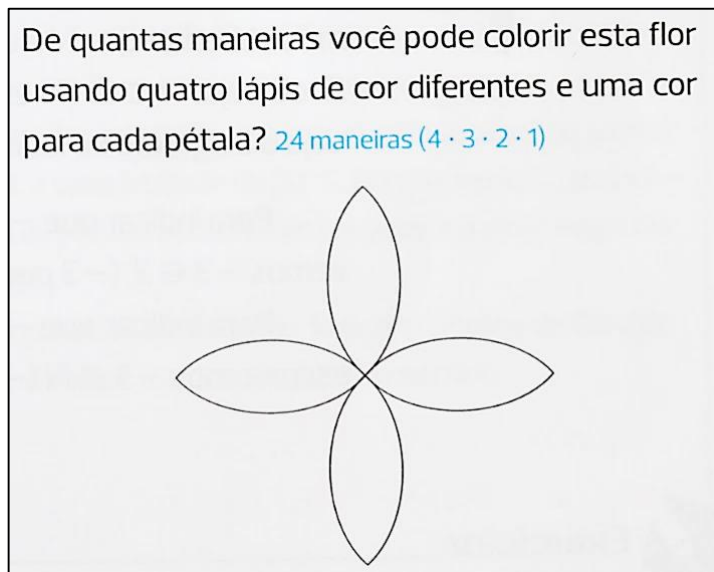 De quantas maneiras você pode colorir esta flor
usando quatro lápis de cor diferentes e uma cor
para cada pétala? 24 maneiras (4 · 3 · 2 · 1)